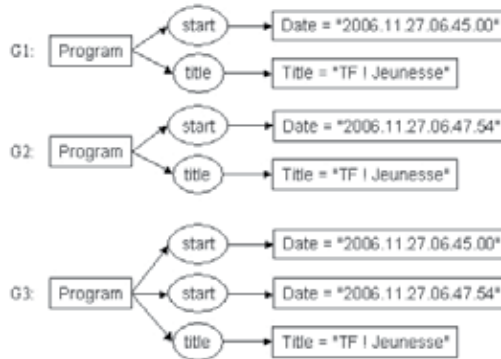 start
Date = "2006.11.27.06.45.00"
G1: Program
title
Title = "TF ! Jeunesse"
start
Date = "2006.11.27.06.47.54"
G2: Program
title
Title = "TF ! Jeunesse"
start
Date = "2006.11.27.06.45.00"
G3: Program
start
Date = "2006.11.27.06.47.54"
title
Title = "TF ! Jeunesse"